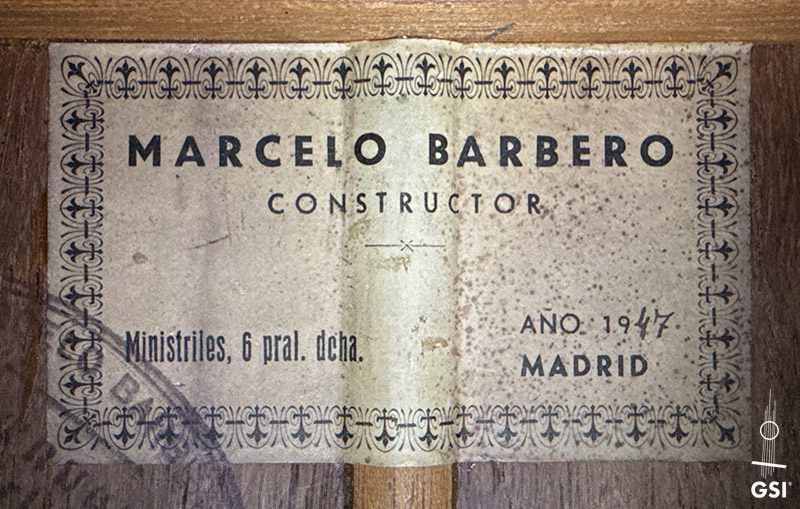 MARCELO BARBERO
CONSTRUCTOR
Ministriles, 6 pral. dcha.
AÑO 1947
MADRID
GSI